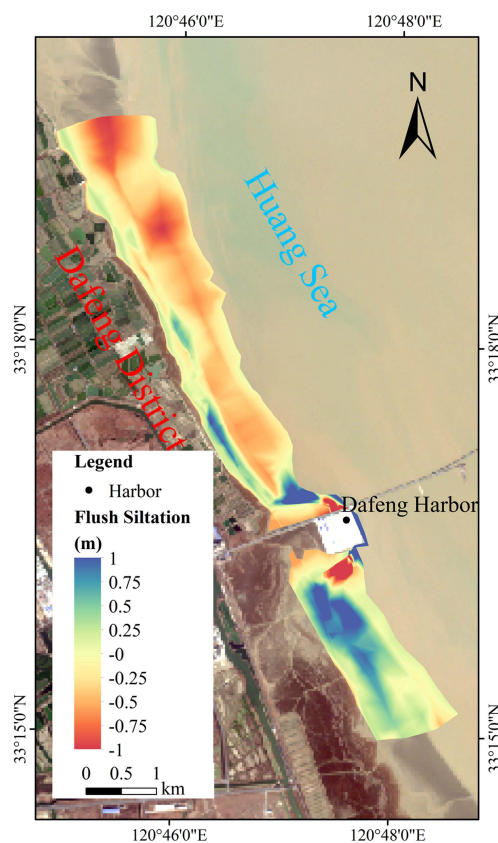 120°46'0"E
120°48'0"E
N
Huang Sea
Dafeng District
33°18'0"N
33°18'0"N
Legend
Harbor
Dafeng Harbor
Flush Siltation
(m)
1
0.75
0.5
0.25
-0
-0.25
-0.5
-0.75
-1
0 0.5 1
km
33°15'0"N
33°15'0"N
120°46'0"E
120°48'0"E